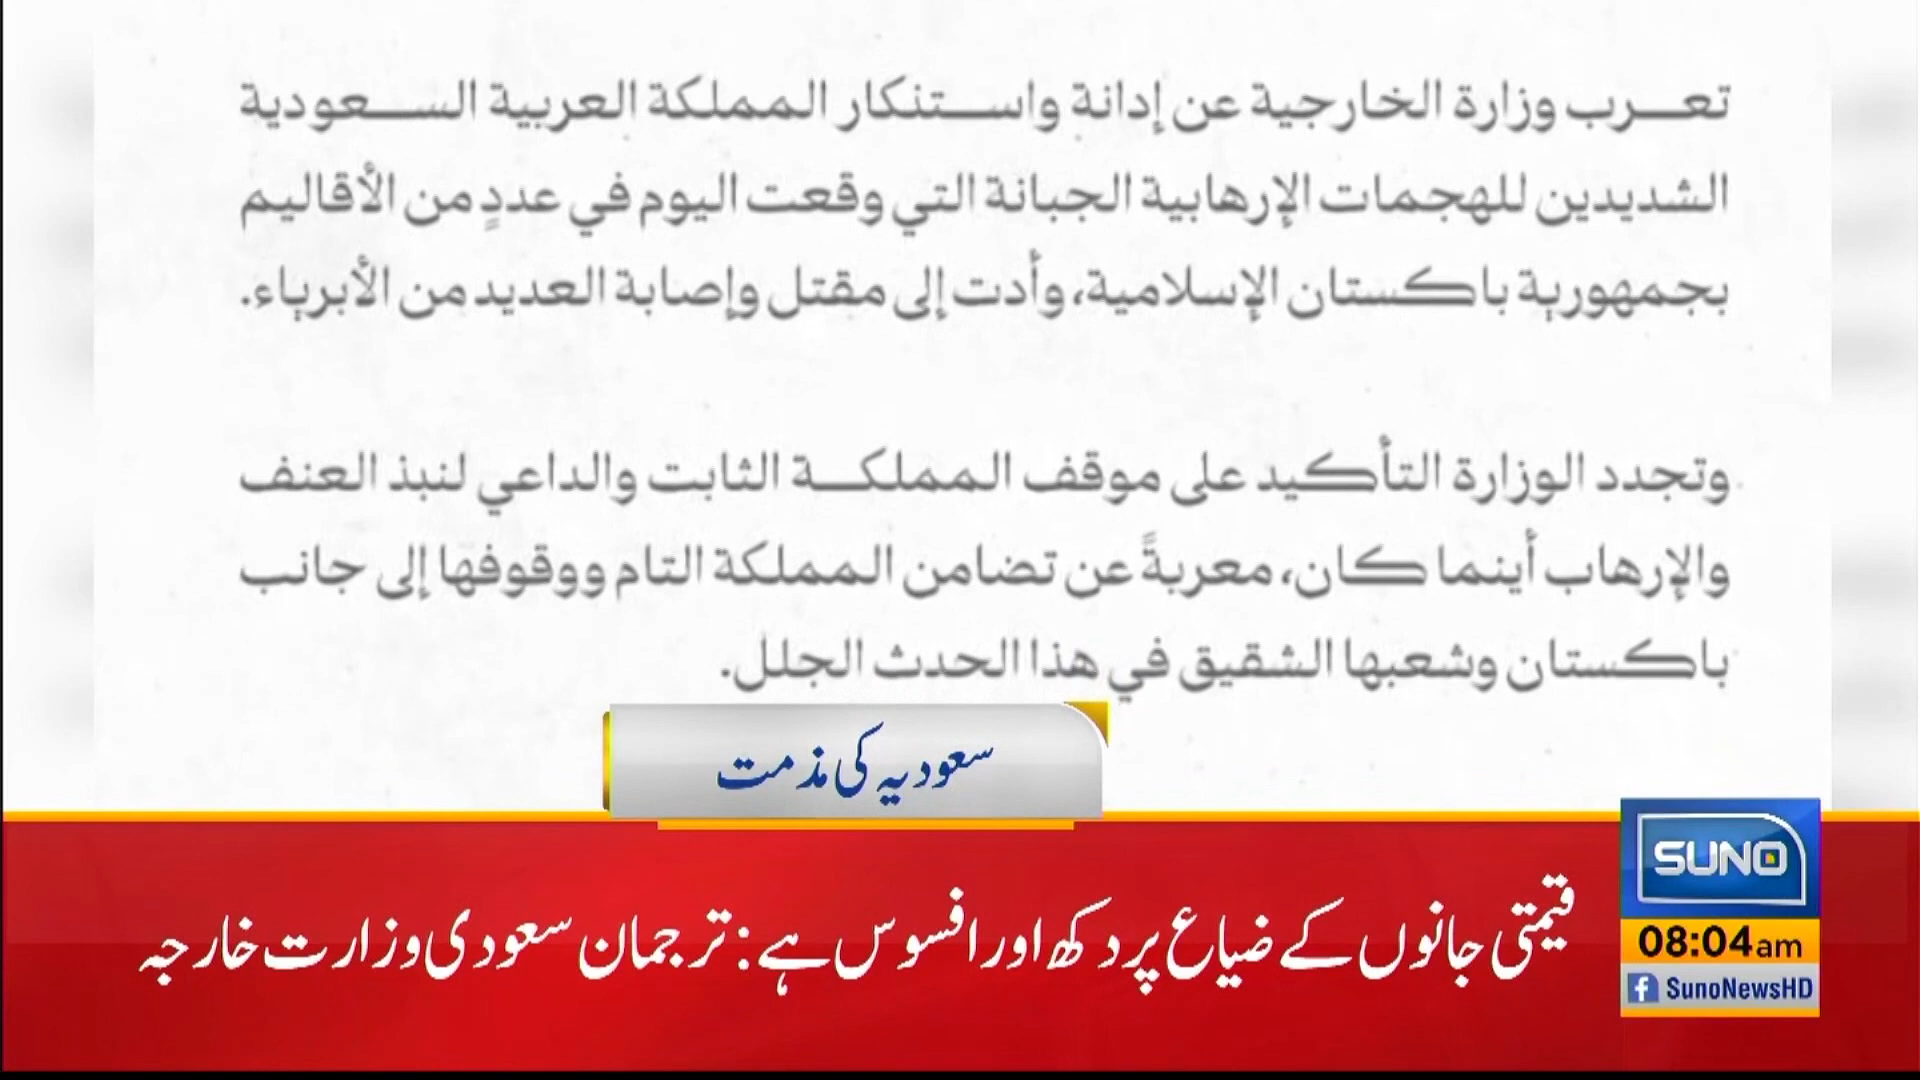 تعرب وزارة الخارجية عن إدانة واستنكار المملكة العربية السعودية
الشديدين للهجمات الإرهابية الجبانة التي وقعت اليوم في عددٍ من الأقاليم
بجمهورية باكستان الإسلامية، وأدت إلى مقتل وإصابة العديد من الأبرياء.
وتجدد الوزارة التأكيد على موقف المملكة الثابت والداعي لنبذ العنف
والإرهاب أينما كان، معربةً عن تضامن المملكة التام ووقوفها إلى جانب
باكستان وشعبها الشقيق في هذا الحدث الجلل.
سعودیہ کی مذمت
قیمتی جانوں کے ضیاع پر دکھ اور افسوس ہے: ترجمان سعودی وزارت خارجہ
SUNO
08:04am
f SunoNewsHD